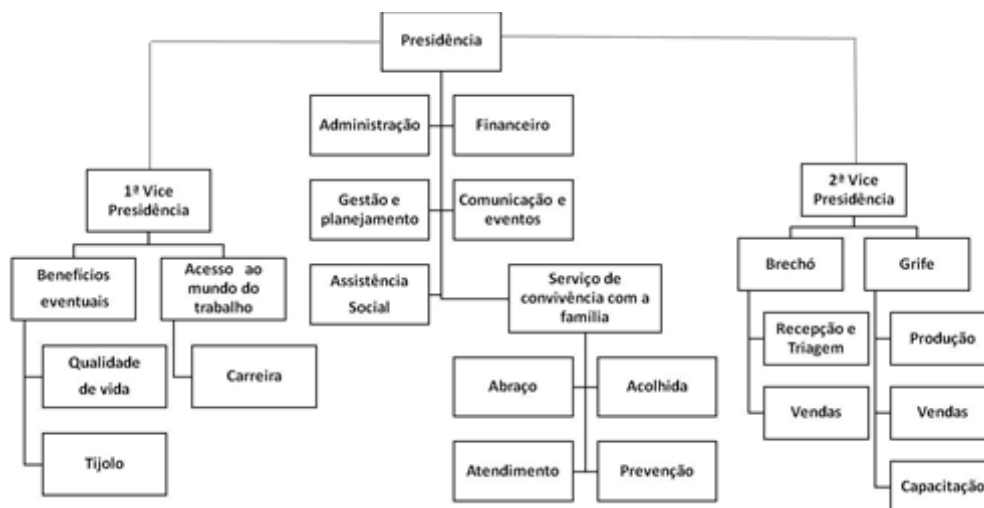 Presidência
Administração
Financeiro
1ª Vice
Presidência
Gestão e
planejamento
Comunicação e
eventos
2ª Vice
Presidência
Benefícios
eventuais
Acesso ao
mundo do
trabalho
Assistência
Social
Serviço de
convivência com a
família
Brechó
Grife
Qualidade
de vida
Carreira
Abraço
Acolhida
Recepção e
Triagem
Produção
Tijolo
Atendimento
Prevenção
Vendas
Vendas
Capacitação